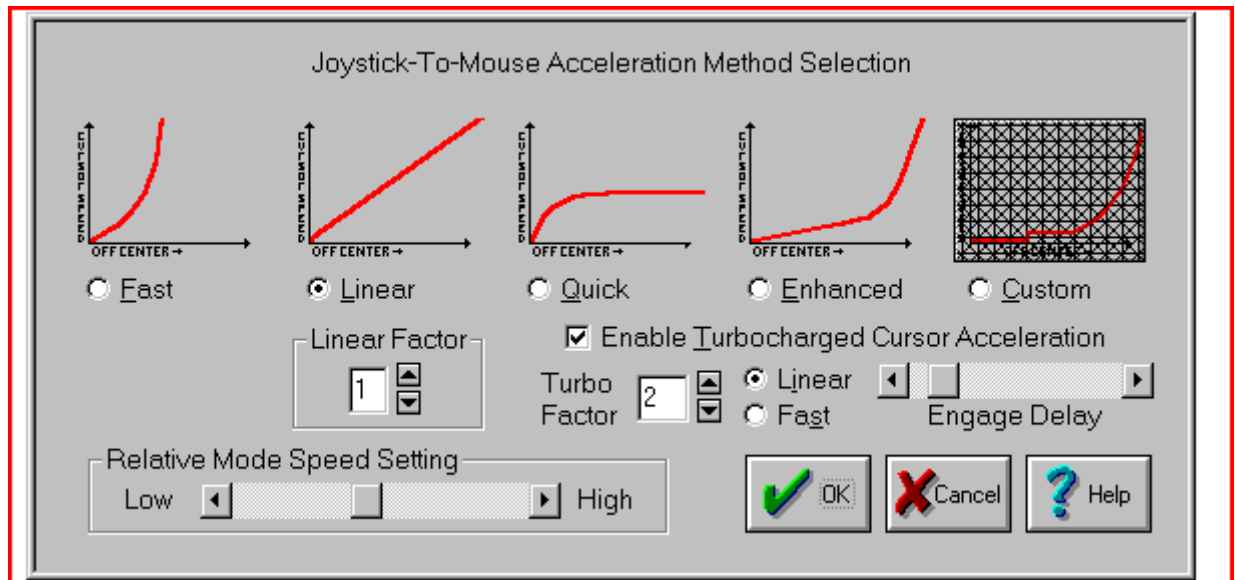 Joystick-To-Mouse Acceleration Method Selection
CURSOR SPEED
OFF CENTER→
CURSOR SPEED
OFF CENTER→
CURSOR SPEED
OFF CENTER→
CURSOR SPEED
OFF CENTER→
Fast
Linear
Quick
Enhanced
Custom
Linear Factor
1
Enable Turbocharged Cursor Acceleration
Turbo Factor
2
Linear
Fast
Engage Delay
Relative Mode Speed Setting
Low
High
OK
Cancel
Help